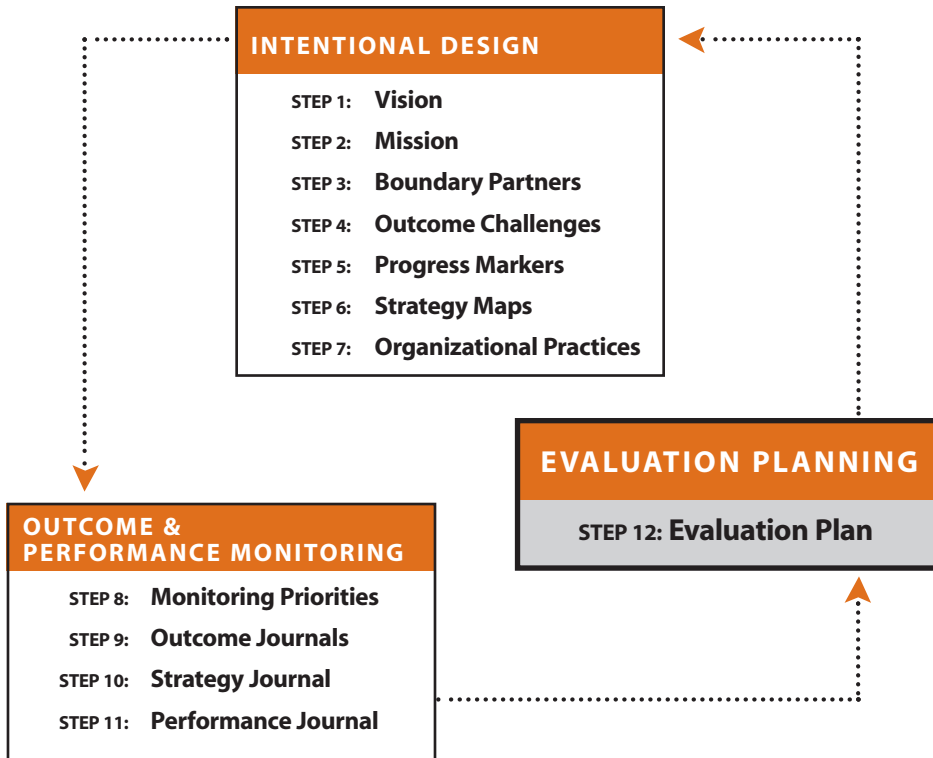 INTENTIONAL DESIGN
STEP 1: Vision
STEP 2: Mission
STEP 3: Boundary Partners
STEP 4: Outcome Challenges
STEP 5: Progress Markers
STEP 6: Strategy Maps
STEP 7: Organizational Practices
OUTCOME &
PERFORMANCE MONITORING
STEP 8: Monitoring Priorities
STEP 9: Outcome Journals
STEP 10: Strategy Journal
STEP 11: Performance Journal
EVALUATION PLANNING
STEP 12: Evaluation Plan